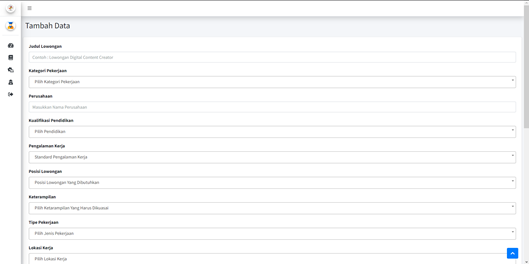 Tambah Data
Judul Lowongan
Contoh : Lowongan Digital Content Creator
Kategori Pekerjaan
Pilih Kategori Pekerjaan
Perusahaan
Masukkan Nama Perusahaan
Kualifikasi Pendidikan
Pilih Pendidikan
Pengalaman Kerja
Standard Pengalaman Kerja
Posisi Lowongan
Posisi Lowongan Yang Dibutuhkan
Keterampilan
Pilih Keterampilan Yang Harus Dikuasai
Tipe Pekerjaan
Pilih Jenis Pekerjaan
Lokasi Kerja
Pilih Lokasi Kerja